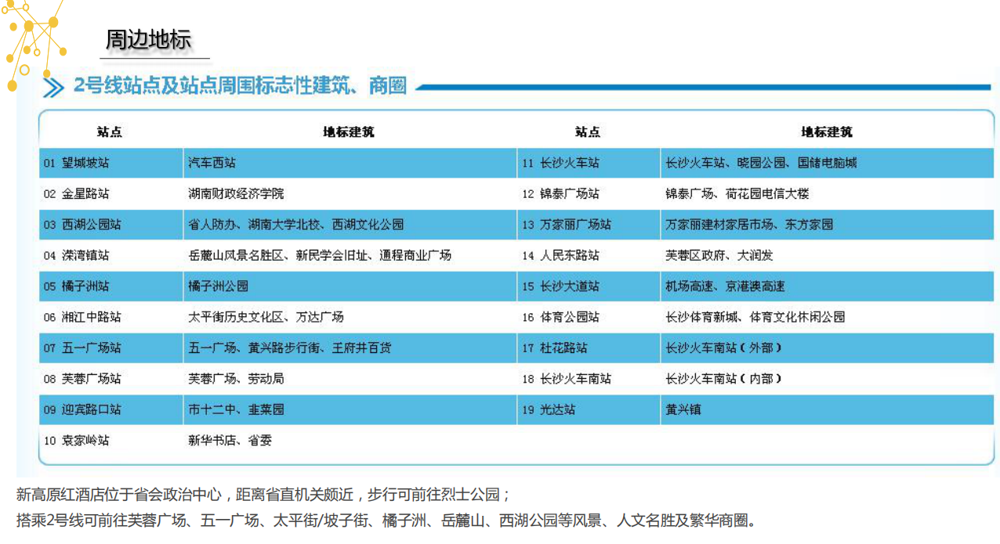 周边地标
2号线站点及站点周围标志性建筑、商圈
站点 地标建筑 站点 地标建筑
01 望城坡站 汽车西站 11 长沙火车站 长沙火车站、晓园公园、国储电脑城
02 金星路站 湖南财政经济学院 12 锦泰广场站 锦泰广场、荷花园电信大楼
03 西湖公园站 省人防办、湖南大学北校、西湖文化公园 13 万家丽广场站 万家丽建材家居市场、东方家园
04 溁湾镇站 岳麓山风景名胜区、新民学会旧址、通程商业广场 14 人民东路站 芙蓉区政府、大润发
05 橘子洲站 橘子洲公园 15 长沙大道站 机场高速、京港澳高速
06 湘江中路站 太平街历史文化区、万达广场 16 体育公园站 长沙体育新城、体育文化休闲公园
07 五一广场站 五一广场、黄兴路步行街、王府井百货 17 杜花路站 长沙火车南站(外部)
08 芙蓉广场站 芙蓉广场、劳动局 18 长沙火车南站 长沙火车南站(内部)
09 迎宾路口站 市十二中、韭菜园 19 光达站 黄兴镇
10 袁家岭站 新华书店、省委
新高原红酒店位于省会政治中心，距离省直机关颇近，步行可前往烈士公园；
搭乘2号线可前往芙蓉广场、五一广场、太平街/坡子街、橘子洲、岳麓山、西湖公园等风景、人文名胜及繁华商圈。